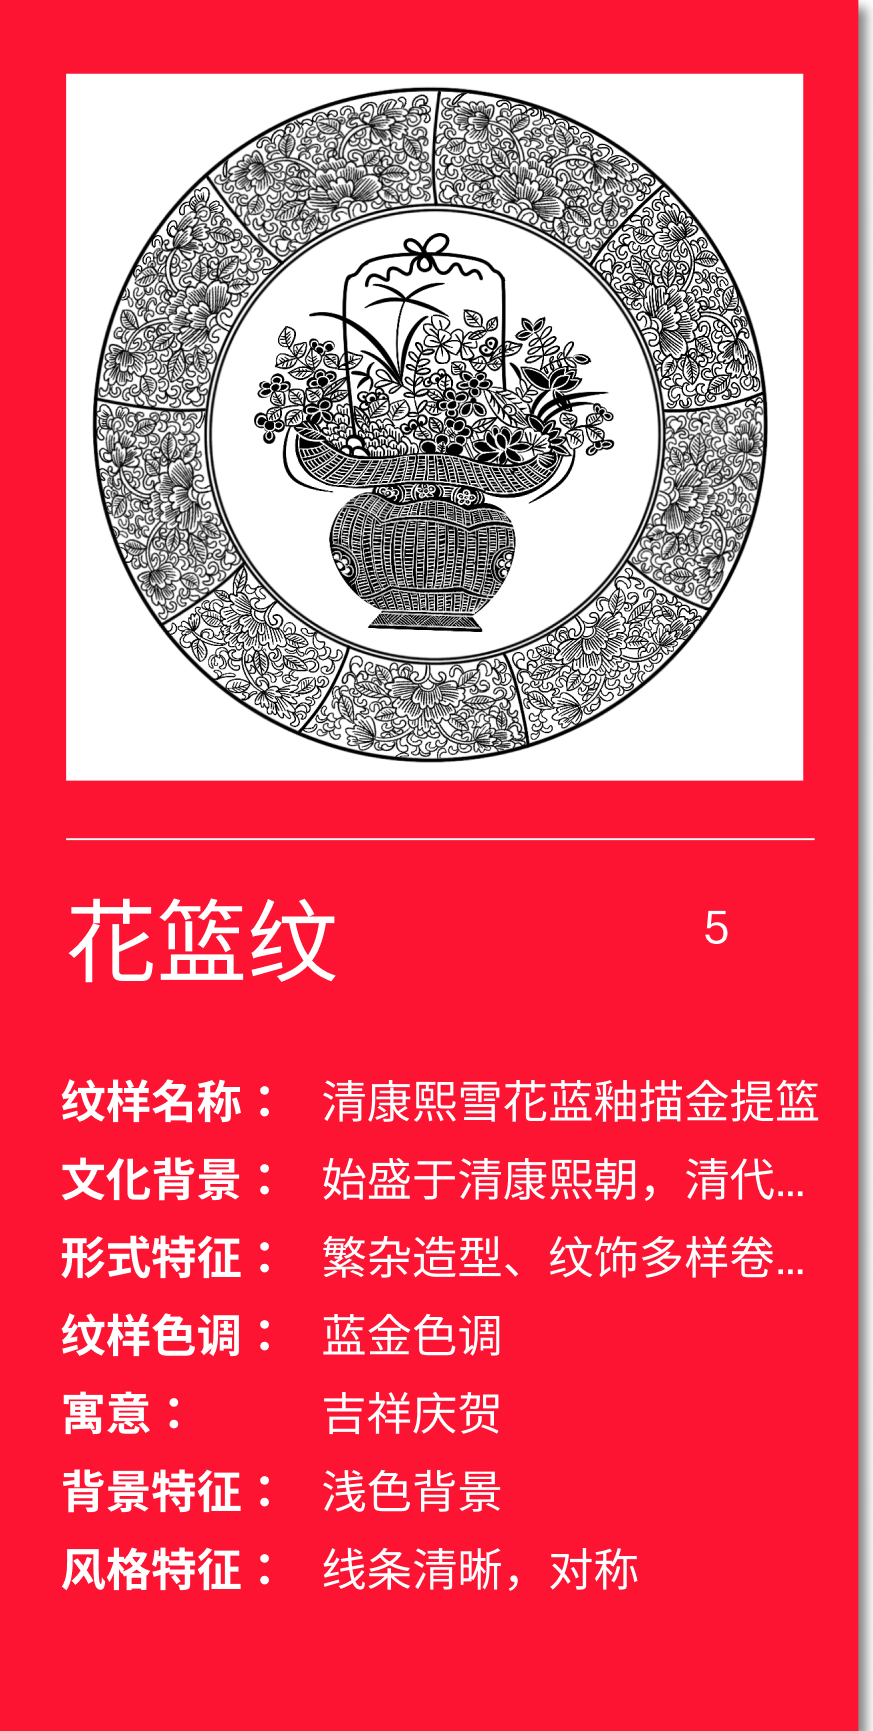 花篮纹
5
纹样名称： 清康熙雪花蓝釉描金提篮
文化背景： 始盛于清康熙朝，清代...
形式特征： 繁杂造型、纹饰多样卷...
纹样色调： 蓝金色调
寓意： 吉祥庆贺
背景特征： 浅色背景
风格特征： 线条清晰，对称